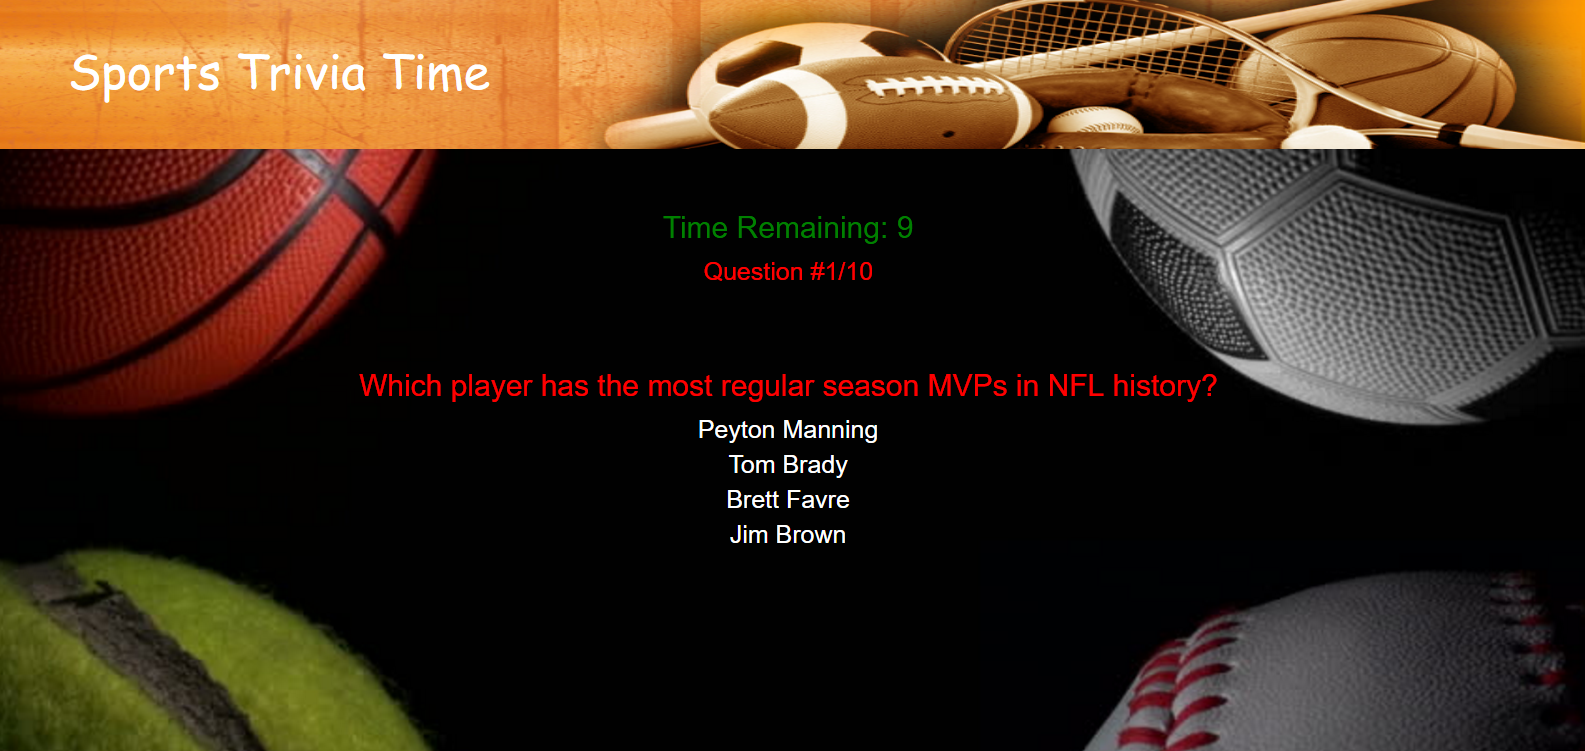 Sports Trivia Time
Time Remaining: 9
Question #1/10
Which player has the most regular season MVPs in NFL history?
Peyton Manning
Tom Brady
Brett Favre
Jim Brown